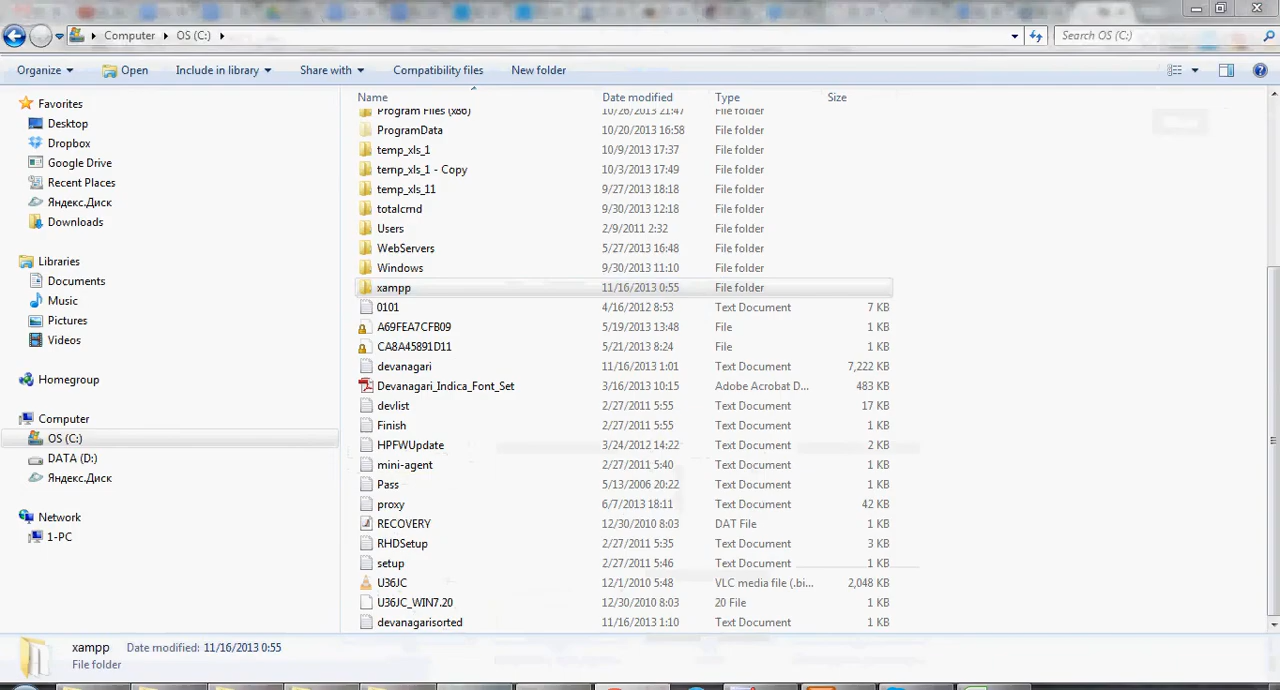 Computer OS (C:) Search OS (C:)
Organize Open Include in library Share with Compatibility files New folder
Name Date modified Type Size
Program Files (x86) 10/26/2013 21:47 File folder
ProgramData 10/20/2013 16:58 File folder
temp_xls_1 10/9/2013 17:37 File folder
temp_xls_1 - Copy 10/3/2013 17:49 File folder
temp_xls_11 9/27/2013 18:18 File folder
totalcmd 9/30/2013 12:18 File folder
Users 2/9/2011 2:32 File folder
WebServers 5/27/2013 16:48 File folder
Windows 9/30/2013 11:10 File folder
xampp 11/16/2013 0:55 File folder
0101 4/16/2012 8:53 Text Document 7 KB
A69FEA7CFB09 5/19/2013 13:48 File 1 KB
CA8A45891D11 5/21/2013 8:24 File 1 KB
devanagari 11/16/2013 1:01 Text Document 7,222 KB
Devanagari_Indica_Font_Set 3/16/2013 10:15 Adobe Acrobat D... 483 KB
devlist 2/27/2011 5:55 Text Document 17 KB
Finish 2/27/2011 5:55 Text Document 1 KB
HPFWUpdate 3/24/2012 14:22 Text Document 2 KB
mini-agent 2/27/2011 5:40 Text Document 1 KB
Pass 5/13/2006 20:22 Text Document 1 KB
proxy 6/7/2013 18:11 Text Document 42 KB
RECOVERY 12/30/2010 8:03 DAT File 1 KB
RHDSetup 2/27/2011 5:35 Text Document 3 KB
setup 2/27/2011 5:46 Text Document 1 KB
U36JC 12/1/2010 5:48 VLC media file (.bi... 2,048 KB
U36JC_WIN7.20 12/30/2010 8:03 20 File 1 KB
devanagarisorted 11/16/2013 1:10 Text Document 1 KB
Favorites
Desktop
Dropbox
Google Drive
Recent Places
Яндекс.Диск
Downloads
Libraries
Documents
Music
Pictures
Videos
Homegroup
Computer
OS (C:)
DATA (D:)
Яндекс.Диск
Network
1-PC
xampp Date modified: 11/16/2013 0:55
File folder